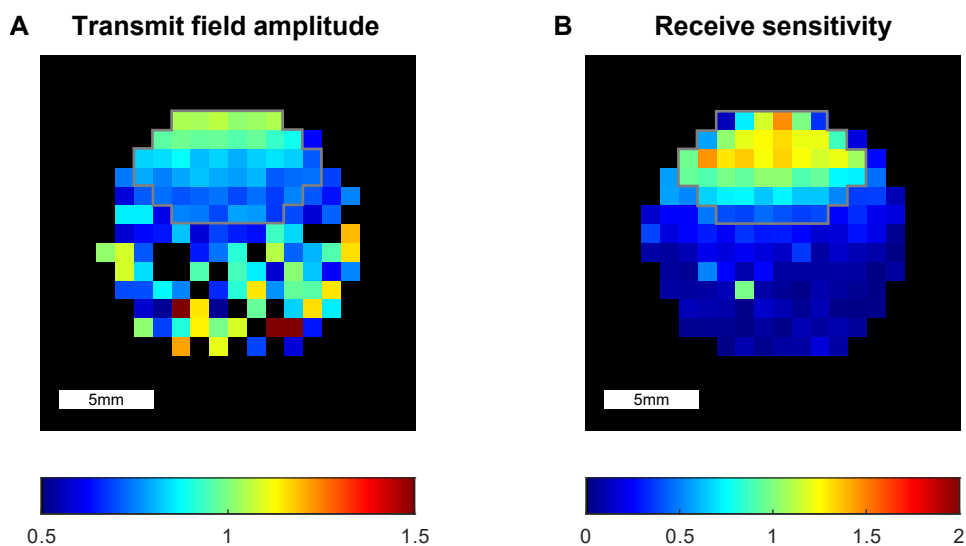 A Transmit field amplitude
B Receive sensitivity
5mm
5mm
0.5 1 1.5
0 0.5 1 1.5 2